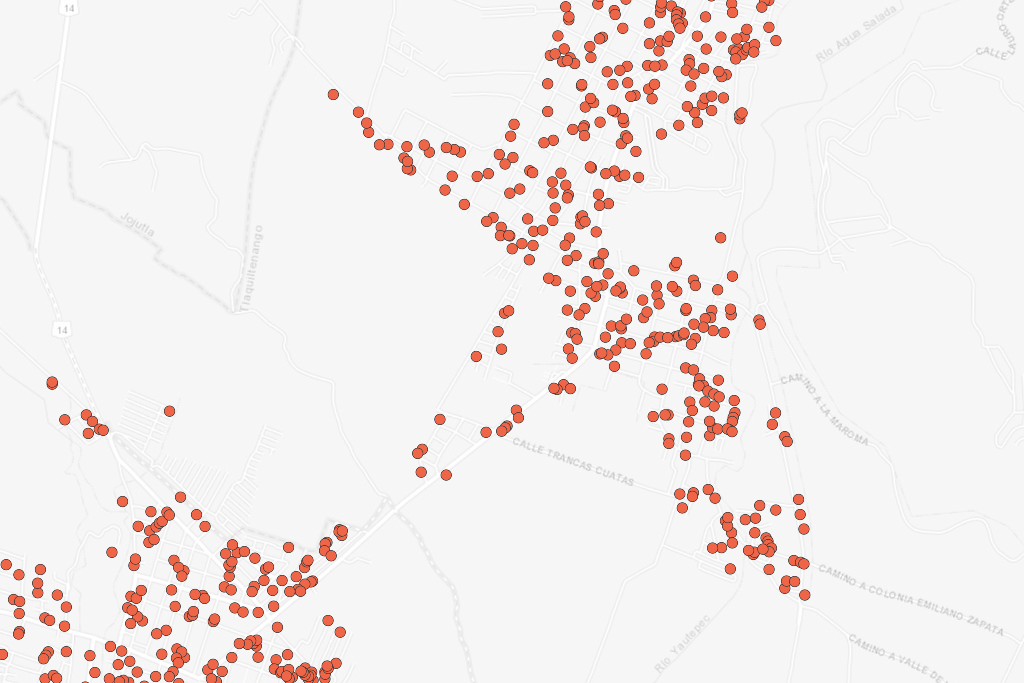 14
Río Agua Salada
CALLE
Jojutla
Tlaquiltenango
14
CAMINO A LA MAROMA
CALLE TRANCAS CUATAS
CAMINO A COLONIA EMILIANO ZAPATA
Río Yautepec
CAMINO A VALLE DE